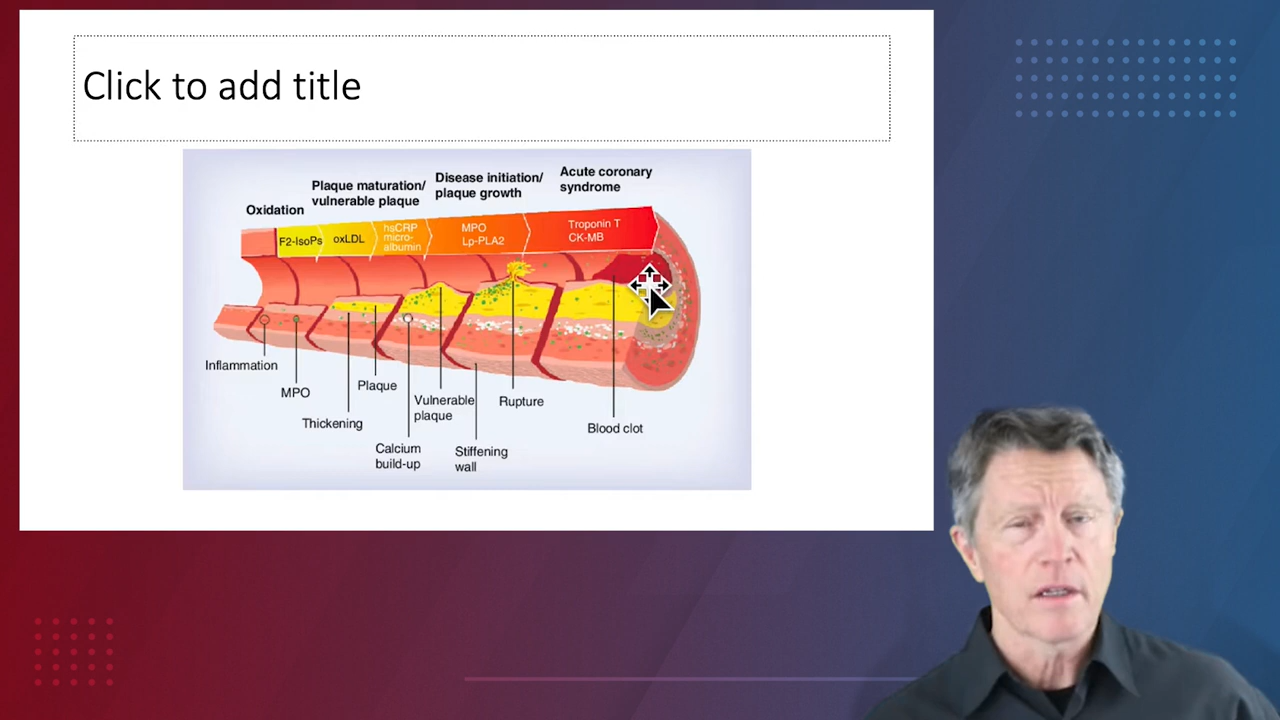 Click to add title
Oxidation
Plaque maturation/
vulnerable plaque
Disease initiation/
plaque growth
Acute coronary
syndrome
F2-IsoPs
oxLDL
hsCRP
micro-
albumin
MPO
Lp-PLA2
Troponin T
CK-MB
Inflammation
MPO
Thickening
Plaque
Calcium
build-up
Vulnerable
plaque
Stiffening
wall
Rupture
Blood clot